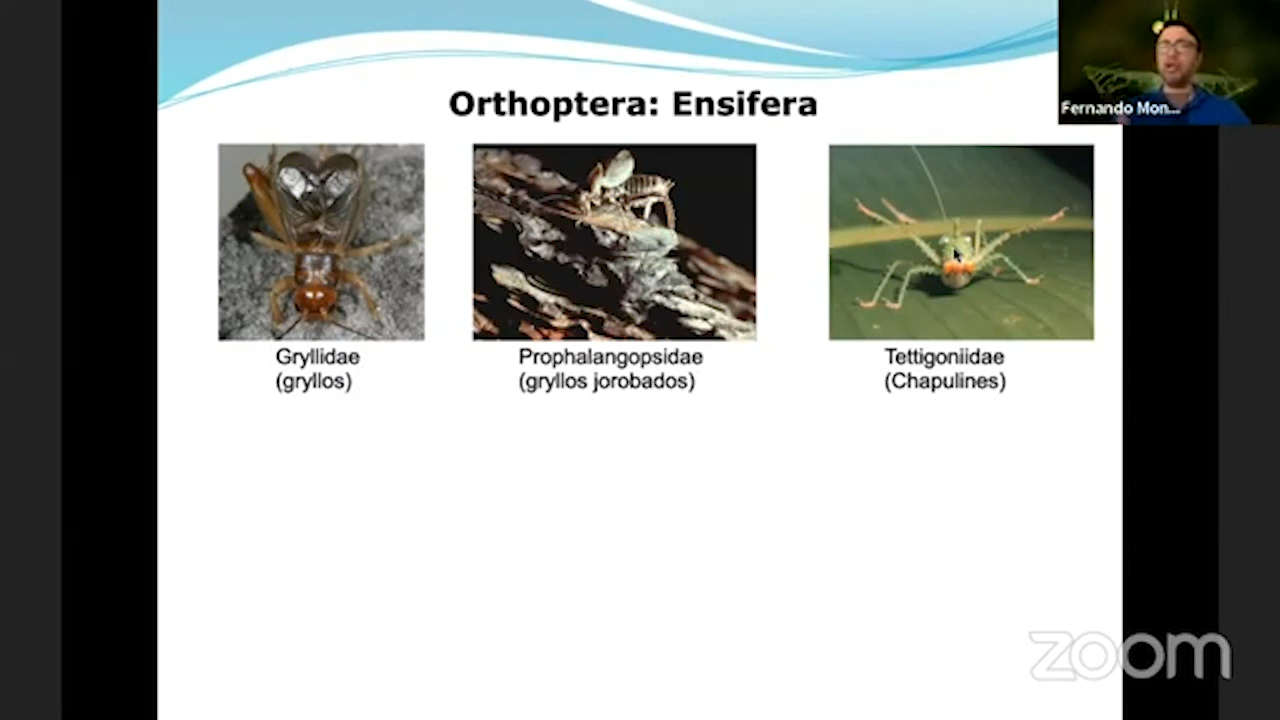 Orthoptera: Ensifera
Fernando Mon...
Gryllidae
(gryllos)
Prophalangopsidae
(gryllos jorobados)
Tettigoniidae
(Chapulines)
zoom